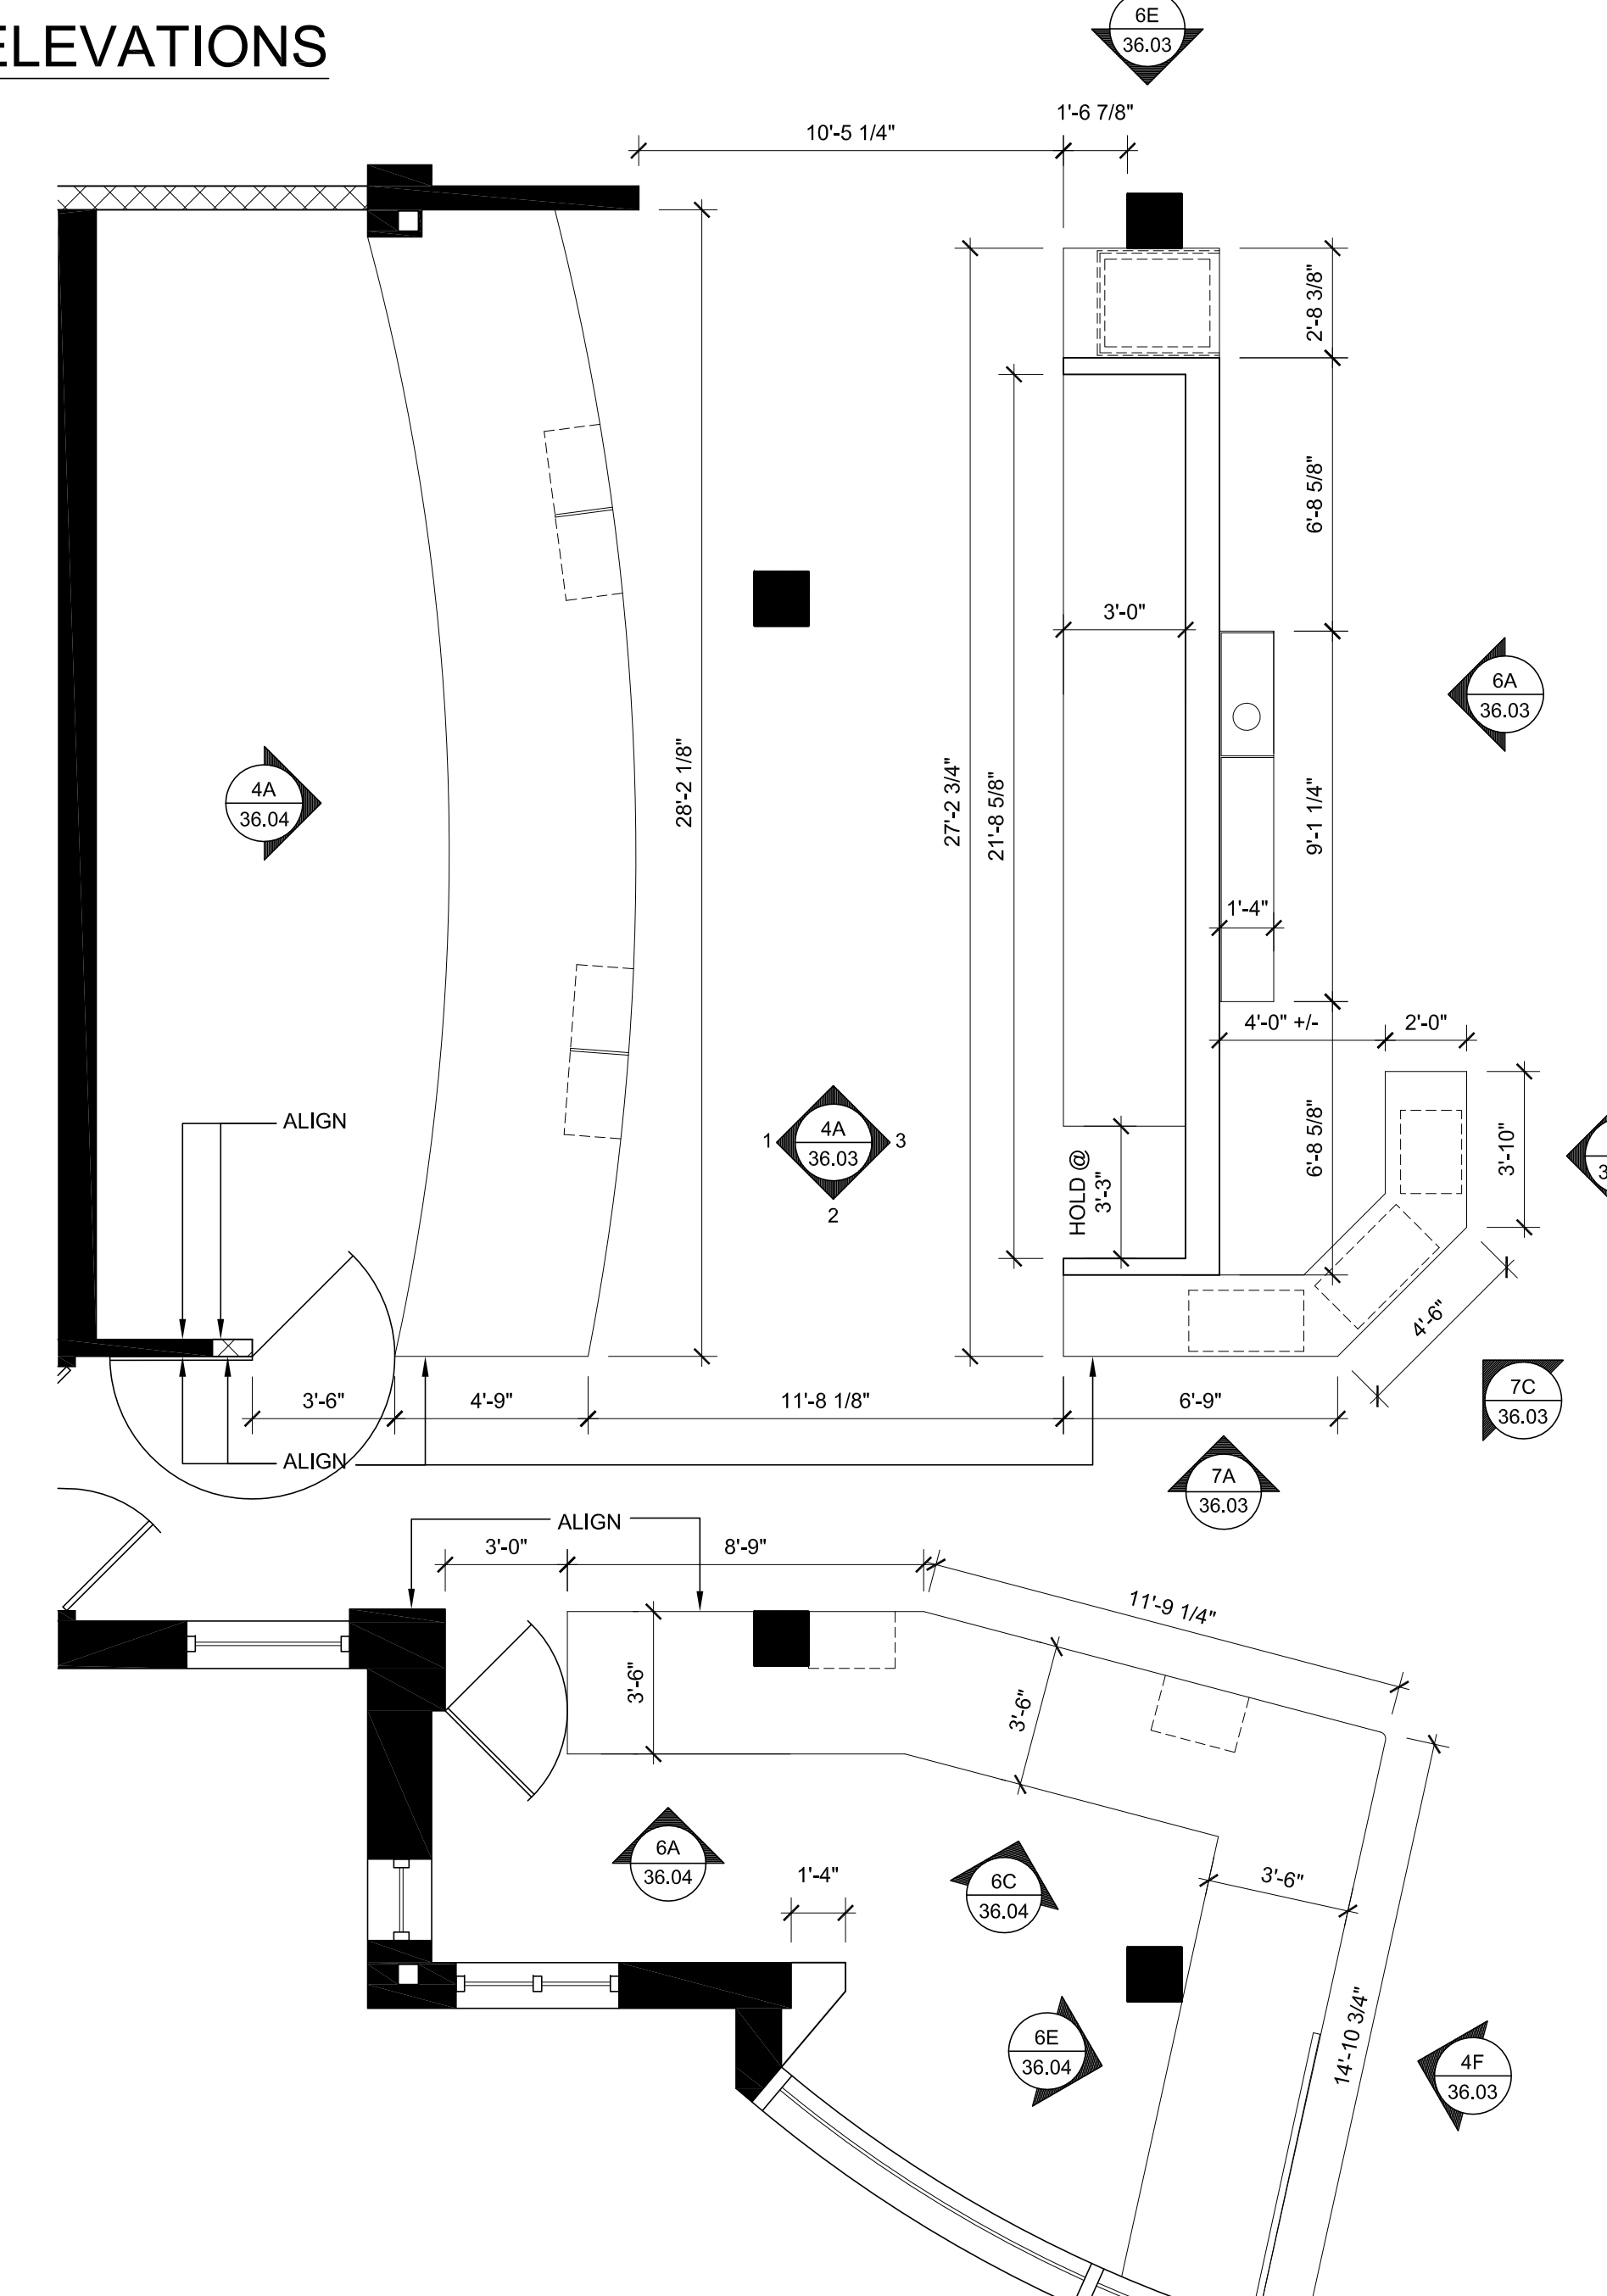 ELEVATIONS
6E
36.03
1'-6 7/8"
10'-5 1/4"
2'-8 3/8"
6'-8 5/8"
3'-0"
6A
36.03
4A
36.04
28'-2 1/8"
27'-2 3/4"
21'-8 5/8"
9'-1 1/4"
1'-4"
4'-0" +/-
2'-0"
ALIGN
1
4A
36.03
3
2
HOLD @
3'-3"
6'-8 5/8"
3'-10"
3
4'-6"
3'-6"
4'-9"
11'-8 1/8"
6'-9"
7C
36.03
ALIGN
7A
36.03
ALIGN
3'-0"
8'-9"
11'-9 1/4"
3'-6"
3'-6"
6A
36.04
1'-4"
6C
36.04
3'-6"
6E
36.04
14'-10 3/4"
4F
36.03